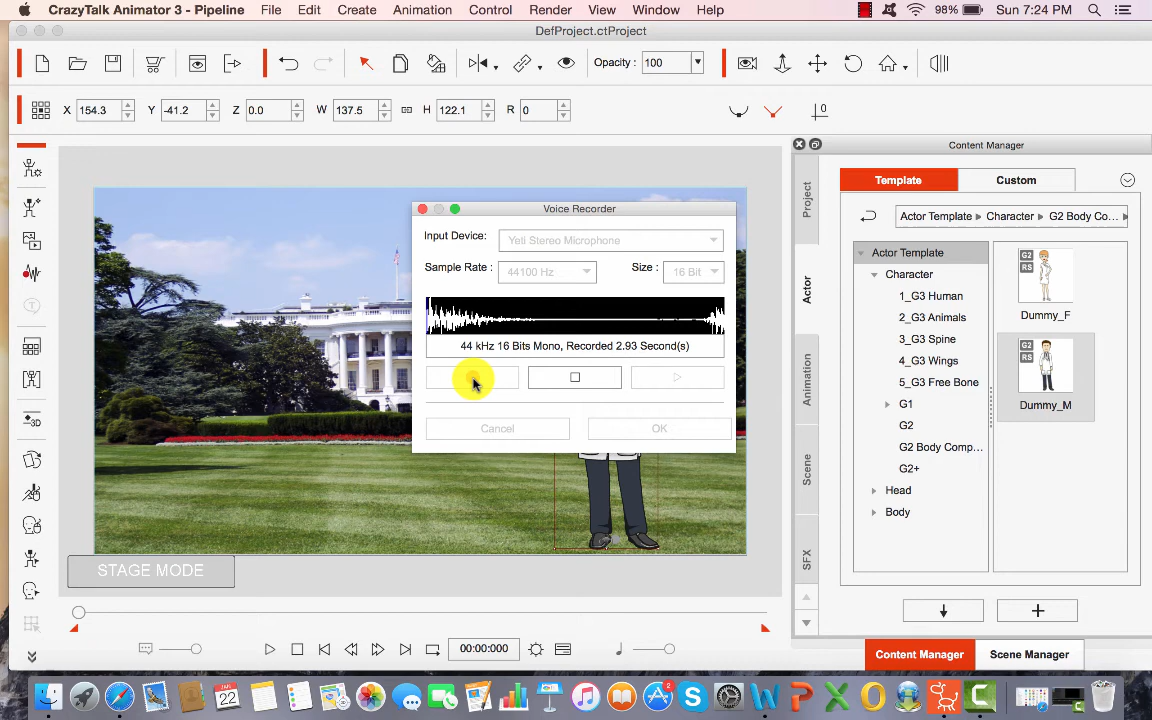 CrazyTalk Animator 3 - Pipeline File Edit Create Animation Control Render View Window Help 98% Sun 7:24 PM
DefProject.ctProject
Opacity : 100
X 154.3 Y -41.2 Z 0.0 W 137.5 H 122.1 R 0
Content Manager
Template Custom
Actor Template Character G2 Body Co...
Project
Actor
Animation
Scene
SFX
Actor Template
Character
1_G3 Human
2_G3 Animals
3_G3 Spine
4_G3 Wings
5_G3 Free Bone
G1
G2
G2 Body Comp...
G2+
Head
Body
G2
RS
Dummy_F
G2
RS
Dummy_M
Voice Recorder
Input Device: Yeti Stereo Microphone
Sample Rate : 44100 Hz Size : 16 Bit
44 kHz 16 Bits Mono, Recorded 2.93 Second(s)
Cancel OK
STAGE MODE
00:00:000
Content Manager Scene Manager
3D
JAN
22
2